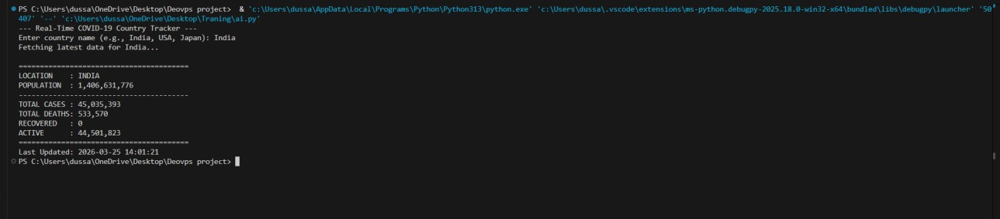 PS C:\Users\dussa\OneDrive\Desktop\Deovps project>  & 'c:\Users\dussa\AppData\Local\Programs\Python\Python313\python.exe' 'c:\Users\dussa\.vscode\extensions\ms-python.debugpy-2025.18.0-win32-x64\bundled\libs\debugpy\launcher' '50
407' '--' 'c:\Users\dussa\OneDrive\Desktop\Traning\ai.py'
--- Real-Time COVID-19 Country Tracker ---
Enter country name (e.g., India, USA, Japan): India
Fetching latest data for India...
========================================
LOCATION    : INDIA
POPULATION  : 1,406,631,776
----------------------------------------
TOTAL CASES : 45,035,393
TOTAL DEATHS: 533,570
RECOVERED   : 0
ACTIVE      : 44,501,823
========================================
Last Updated: 2026-03-25 14:01:21
PS C:\Users\dussa\OneDrive\Desktop\Deovps project>